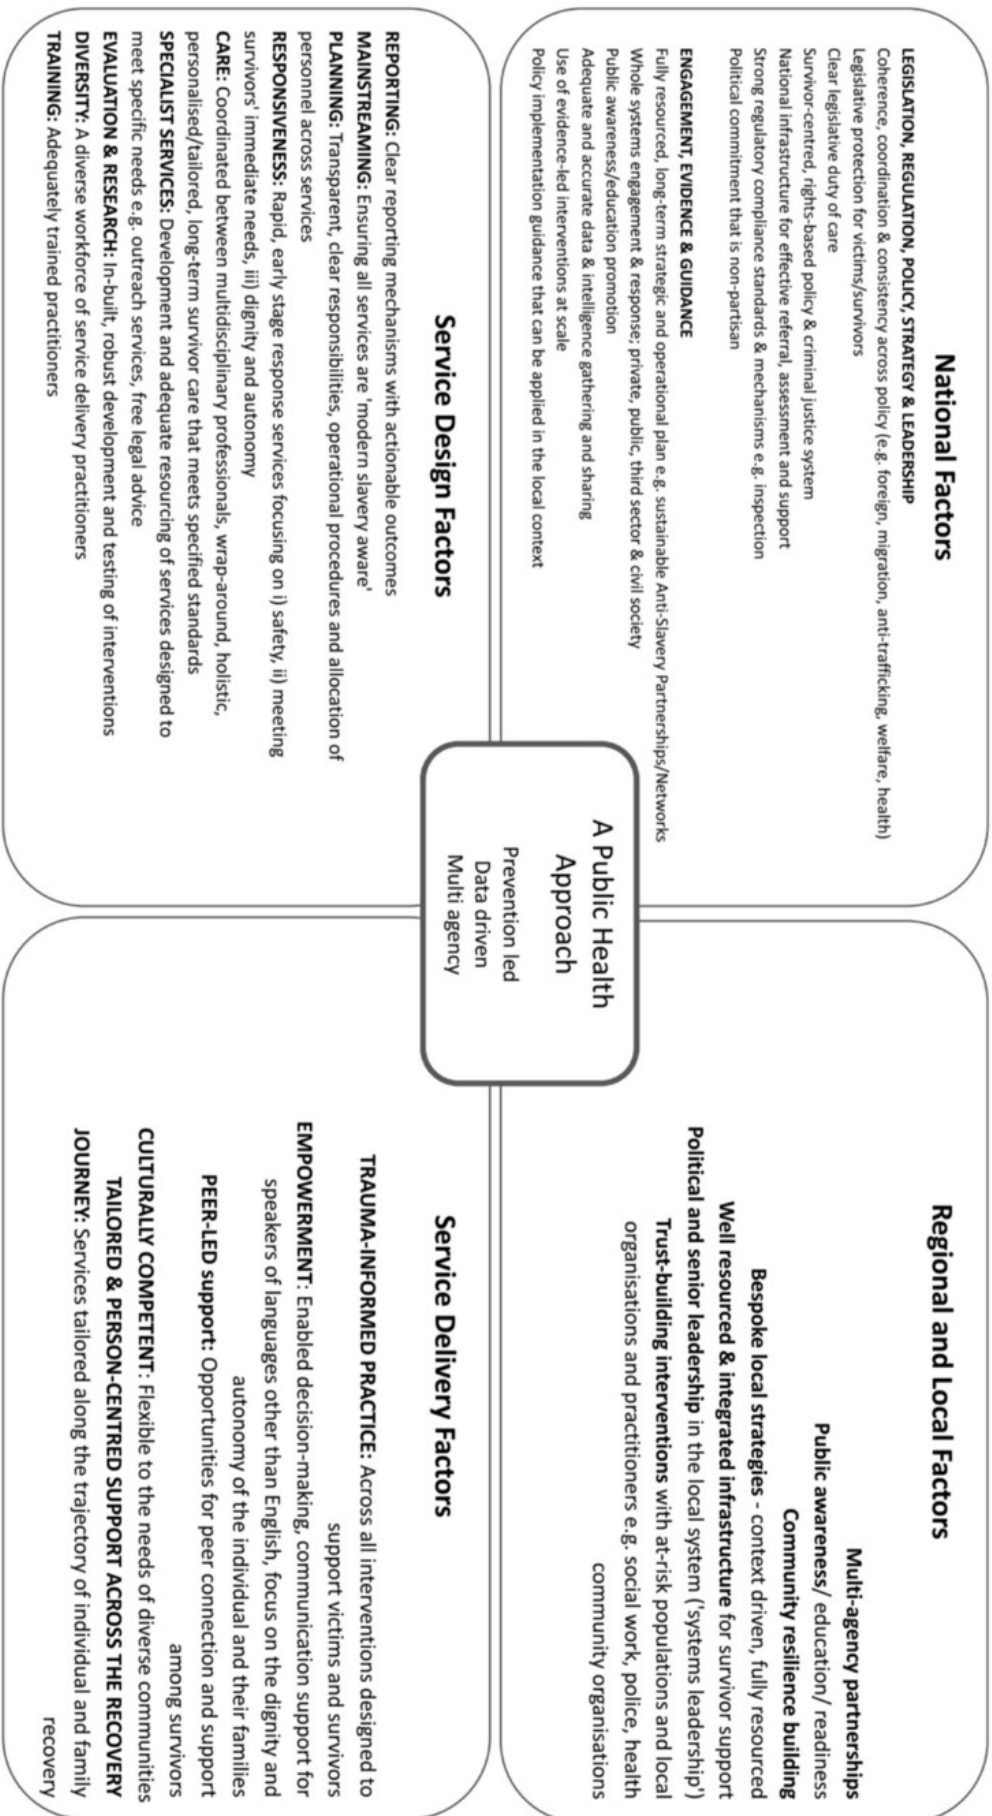 National Factors
LEGISLATION, REGULATION, POLICY, STRATEGY & LEADERSHIP
Coherence, coordination & consistency across policy (e.g. foreign, migration, anti-trafficking, welfare, health)
Legislative protection for victims/survivors
Clear legislative duty of care
Survivor-centred, rights-based policy & criminal justice system
National infrastructure for effective referral, assessment and support
Strong regulatory compliance standards & mechanisms e.g. inspection
Political commitment that is non-partisan
ENGAGEMENT, EVIDENCE & GUIDANCE
Fully resourced, long-term strategic and operational plan e.g. sustainable Anti-Slavery Partnerships/Networks
Whole systems engagement & response; private, public, third sector & civil society
Public awareness/education promotion
Adequate and accurate data & intelligence gathering and sharing
Use of evidence-led interventions at scale
Policy implementation guidance that can be applied in the local context
Regional and Local Factors
Multi-agency partnerships
Public awareness/ education/ readiness
Community resilience building
Bespoke local strategies - context driven, fully resourced
Well resourced & integrated infrastructure for survivor support
Political and senior leadership in the local system ('systems leadership')
Trust-building interventions with at-risk populations and local
organisations and practitioners e.g. social work, police, health
community organisations
A Public Health
Approach
Prevention led
Data driven
Multi agency
Service Design Factors
REPORTING: Clear reporting mechanisms with actionable outcomes
MAINSTREAMING: Ensuring all services are 'modern slavery aware'
PLANNING: Transparent, clear responsibilities, operational procedures and allocation of
personnel across services
RESPONSIVENESS: Rapid, early stage response services focusing on i) safety, ii) meeting
survivors' immediate needs, iii) dignity and autonomy
CARE: Coordinated between multidisciplinary professionals, wrap-around, holistic,
personalised/tailored, long-term survivor care that meets specified standards
SPECIALIST SERVICES: Development and adequate resourcing of services designed to
meet specific needs e.g. outreach services, free legal advice
EVALUATION & RESEARCH: In-built, robust development and testing of interventions
DIVERSITY: A diverse workforce of service delivery practitioners
TRAINING: Adequately trained practitioners
Service Delivery Factors
TRAUMA-INFORMED PRACTICE: Across all interventions designed to
support victims and survivors
EMPOWERMENT: Enabled decision-making, communication support for
speakers of languages other than English, focus on the dignity and
autonomy of the individual and their families
PEER-LED support: Opportunities for peer connection and support
among survivors
CULTURALLY COMPETENT: Flexible to the needs of diverse communities
TAILORED & PERSON-CENTRED SUPPORT ACROSS THE RECOVERY
JOURNEY: Services tailored along the trajectory of individual and family
recovery